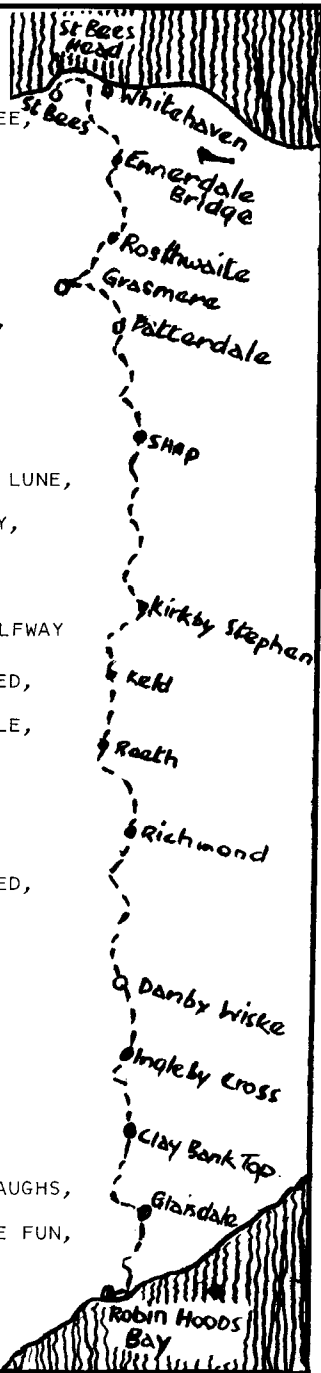 St Bees
Head
Whitehaven
EE,
St Bees
Ennerdale
Bridge
Rosthwaite
Grasmere
,
Patterdale
SHAP
LUNE,
Y,
Kirkby Stephen
LFWAY
Keld
ED,
LE,
Reeth
Richmond
ED,
Danby Wiske
Ingleby Cross
Clay Bank Top.
AUGHS,
Glaisdale
E FUN,
ROBIN HOODS
BAY